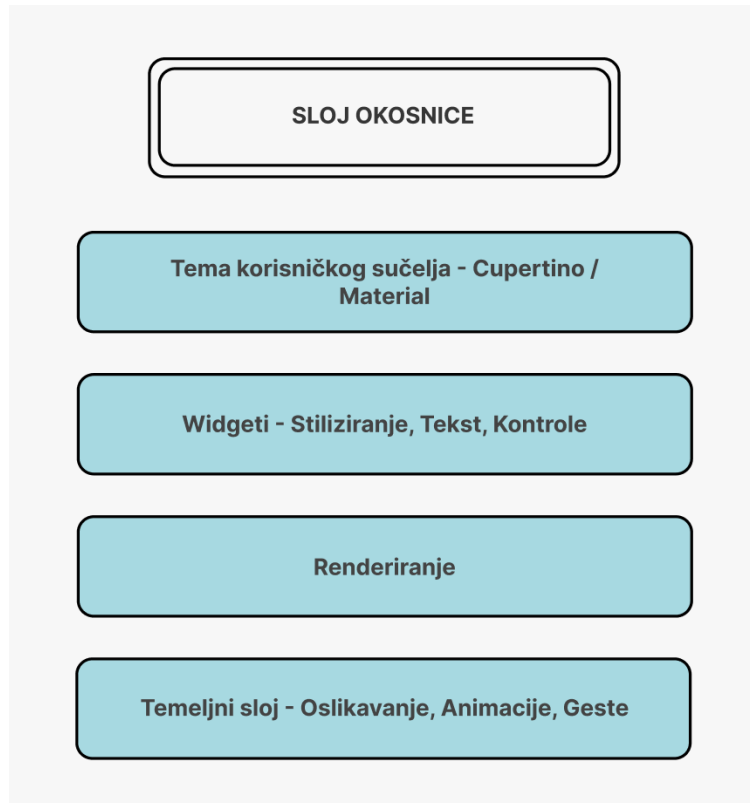 SLOJ OKOSNICE
Tema korisničkog sučelja - Cupertino /
Material
Widgeti - Stiliziranje, Tekst, Kontrole
Renderiranje
Temeljni sloj - Oslikavanje, Animacije, Geste